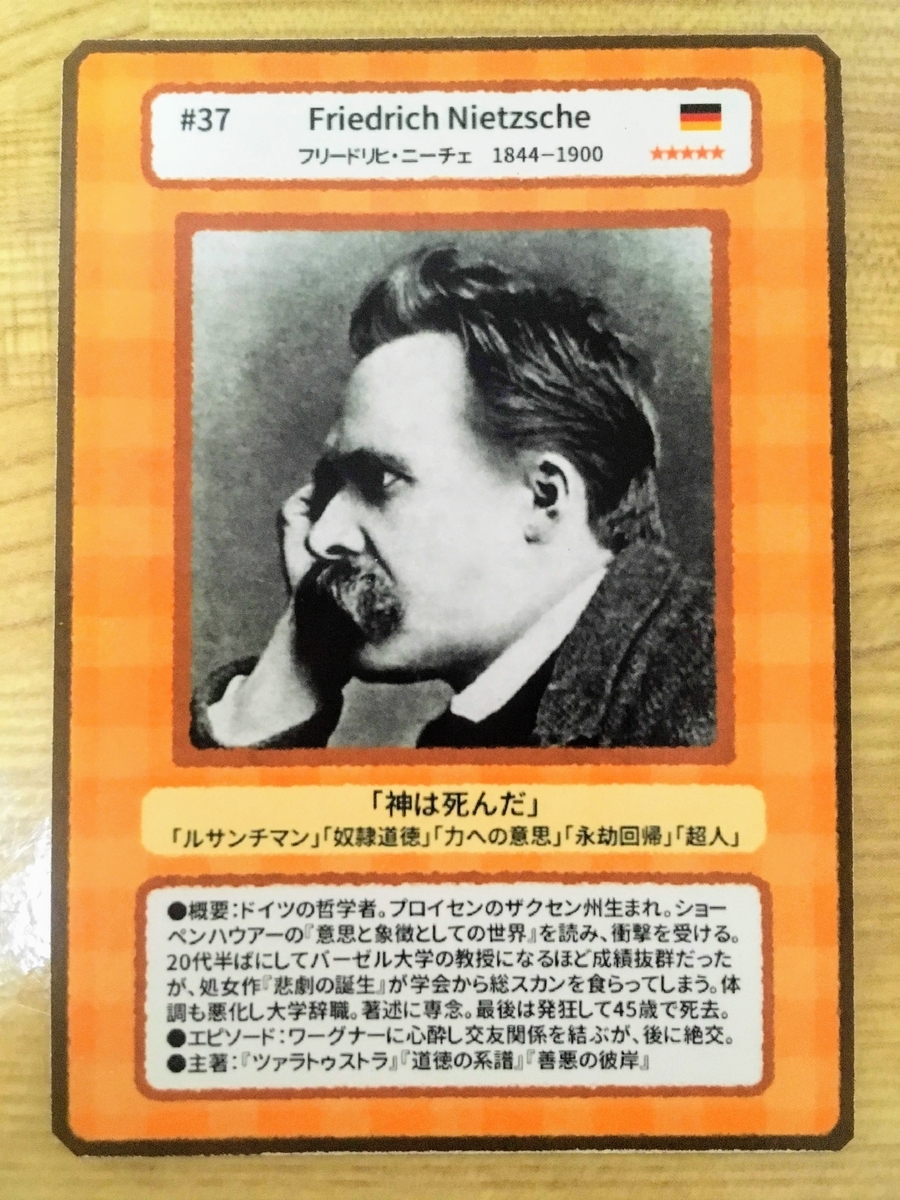 #37
Friedrich Nietzsche
フリードリヒ・ニーチェ 1844−1900
★★★★★
「神は死んだ」
「ルサンチマン」「奴隷道徳」「力への意思」「永劫回帰」「超人」
●概要：ドイツの哲学者。プロイセンのザクセン州生まれ。ショー
ペンハウアーの『意思と象徴としての世界』を読み、衝撃を受ける。
20代半ばにしてバーゼル大学の教授になるほど成績抜群だった
が、処女作『悲劇の誕生』が学会から総スカンを食らってしまう。体
調も悪化し大学辞職。著述に専念。最後は発狂して45歳で死去。
●エピソード：ワーグナーに心酔し交友関係を結ぶが、後に絶交。
●主著：『ツァラトゥストラ』『道徳の系譜』『善悪の彼岸』